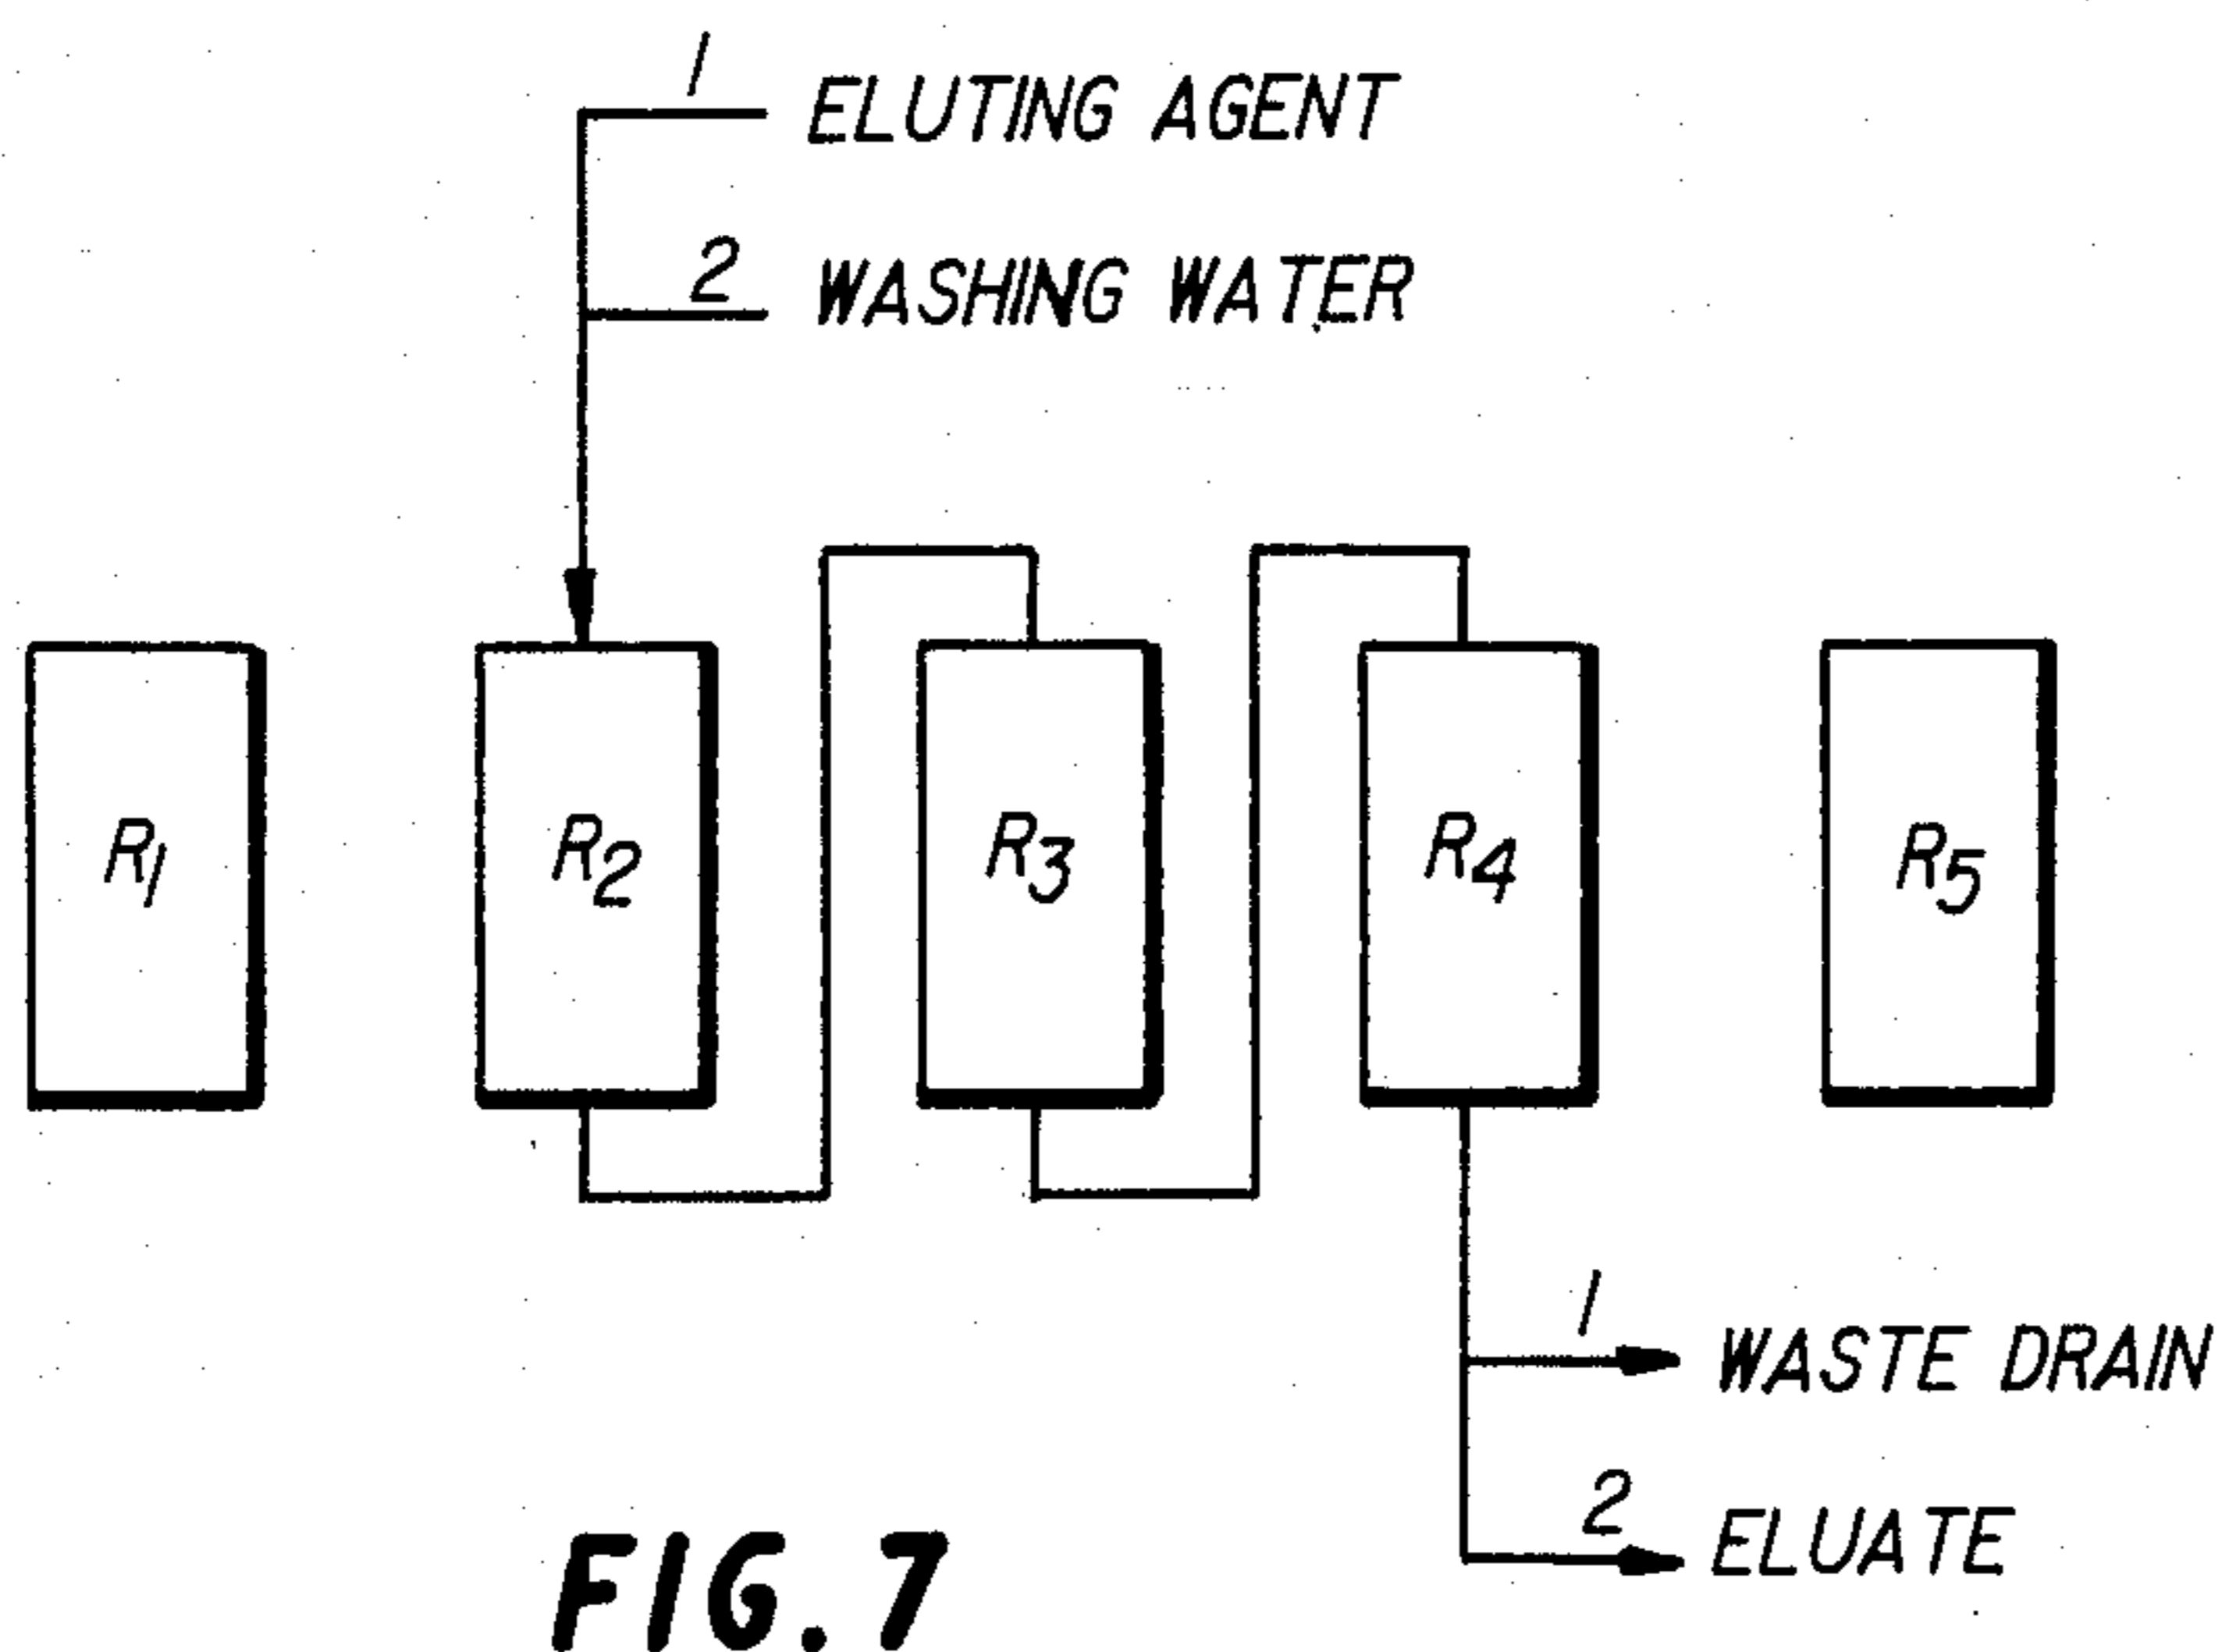 1 ELUTING AGENT
2 WASHING WATER
R1 R2 R3 R4 R5
1 WASTE DRAIN
2 ELUATE
FIG. 7